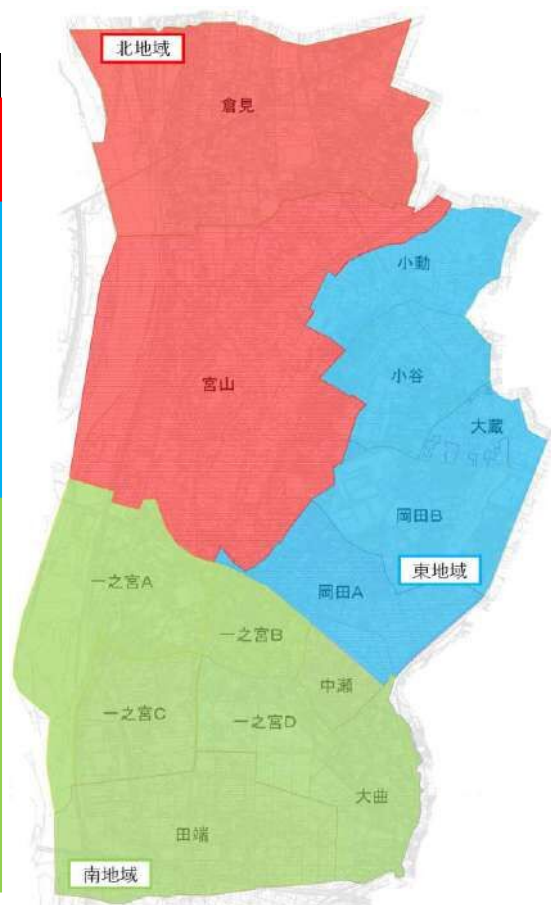 北地域
倉見
小動
小谷
宮山
大蔵
岡田B
東地域
岡田A
一之宮A
一之宮B
中瀬
一之宮C
一之宮D
大曲
田端
南地域